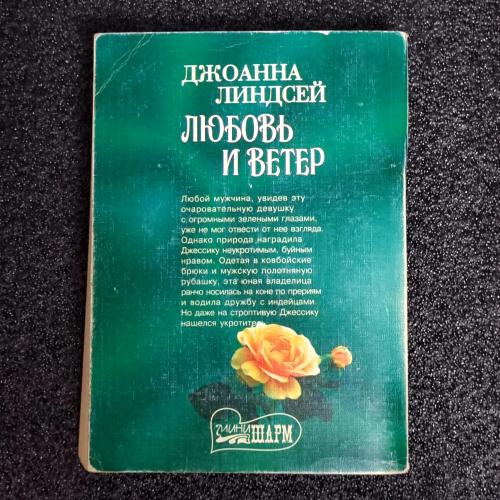 ДЖОАННА
ЛИНДСЕЙ
ЛЮБОВЬ
И ВЕТЕР
Любой мужчина, увидев эту
очаровательную девушку
с огромными зелеными глазами,
уже не мог отвести от нее взгляда.
Однако природа наградила
Джессику неукротимым, буйным
нравом. Одетая в ковбойские
брюки и мужскую полотняную
рубашку, эта юная владелица
ранчо носилась на коне по прериям
и водила дружбу с индейцами.
Но даже на строптивую Джессику
нашелся укротитель.
МИНИ
ШАРМ